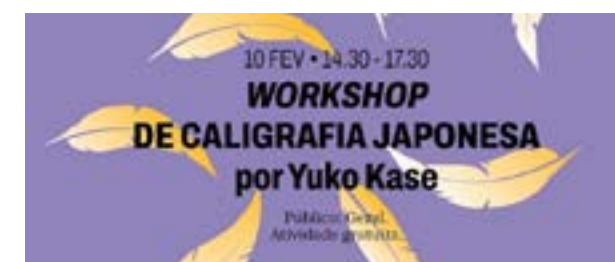 10 FEV • 14.30 - 17.30
WORKSHOP
DE CALIGRAFIA JAPONESA
por Yuko Kase
Público: Geral.
Atividade gratuita.